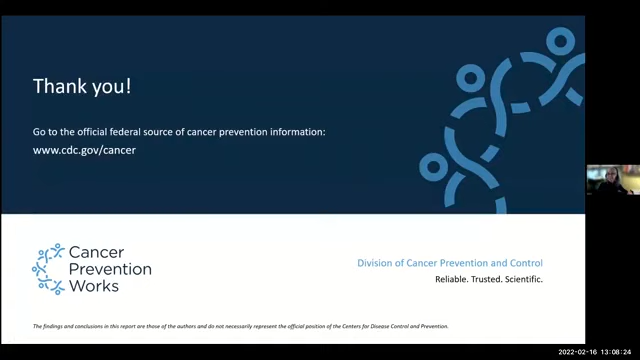 Thank you!
Go to the official federal source of cancer prevention information:
www.cdc.gov/cancer
Cancer
Prevention
Works
Division of Cancer Prevention and Control
Reliable. Trusted. Scientific.
The findings and conclusions in this report are those of the authors and do not necessarily represent the official position of the Centers for Disease Control and Prevention.
2022-02-16 13:08:24